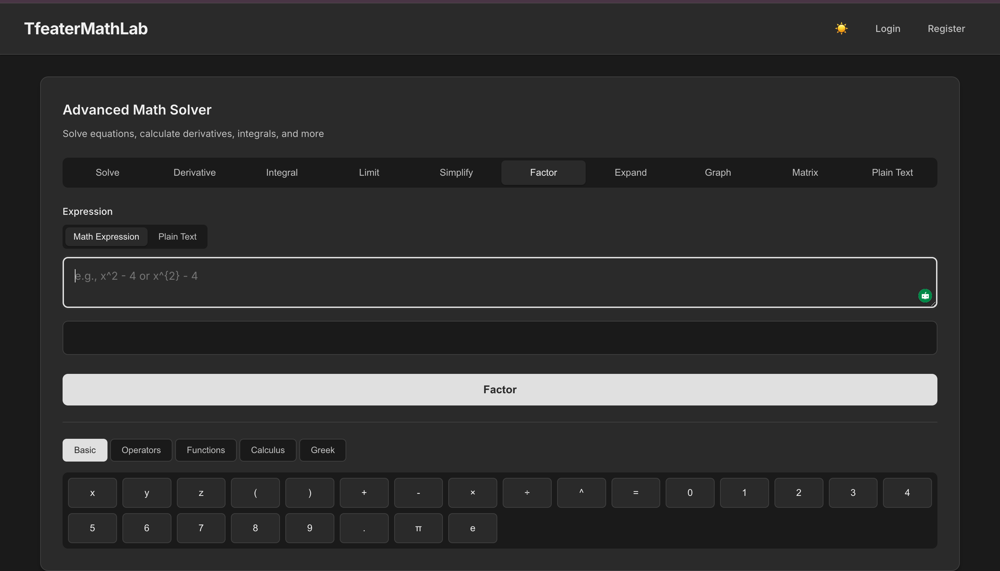 TfeaterMathLab
Login Register
Advanced Math Solver
Solve equations, calculate derivatives, integrals, and more
Solve Derivative Integral Limit Simplify Factor Expand Graph Matrix Plain Text
Expression
Math Expression Plain Text
e.g., x^2 - 4 or x^{2} - 4
Factor
Basic Operators Functions Calculus Greek
x y z ( ) + - × ÷ ^ = 0 1 2 3 4
5 6 7 8 9 . π e